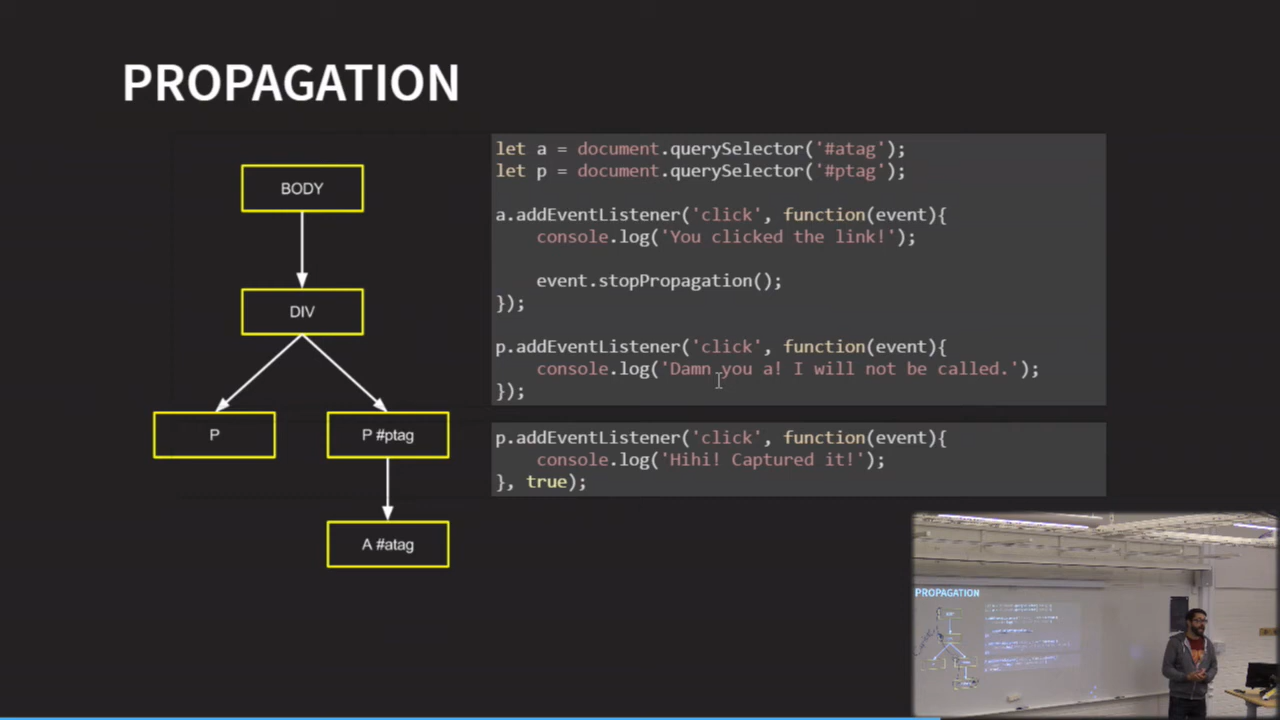 PROPAGATION
BODY
DIV
P
P #ptag
A #atag
let a = document.querySelector('#atag');
let p = document.querySelector('#ptag');
a.addEventListener('click', function(event){
console.log('You clicked the link!');
event.stopPropagation();
});
p.addEventListener('click', function(event){
console.log('Damn you a! I will not be called.');
});
p.addEventListener('click', function(event){
console.log('Hihi! Captured it!');
}, true);
PROPAGATION